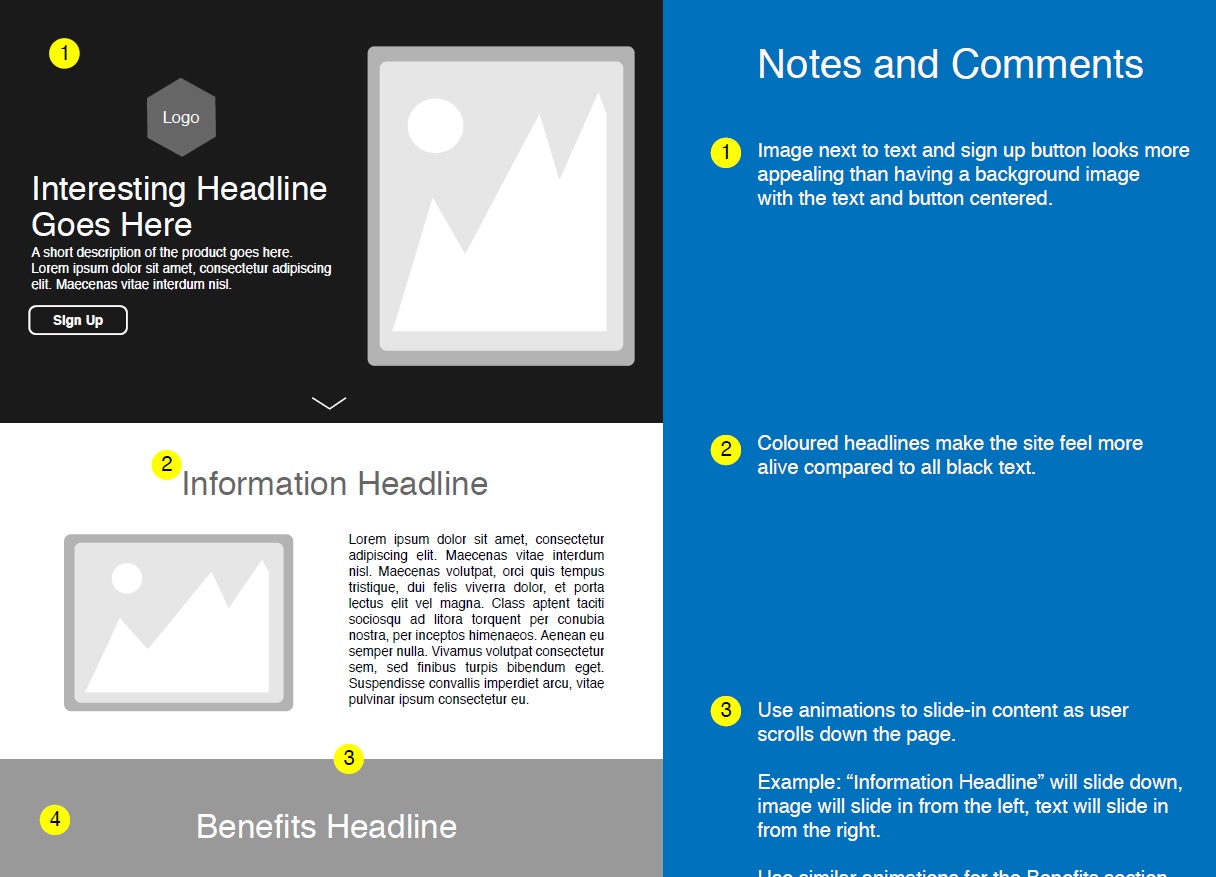 1
Logo
Interesting Headline
Goes Here
A short description of the product goes here.
Lorem ipsum dolor sit amet, consectetur adipiscing
elit. Maecenas vitae interdum nisl.
Sign Up
2
Information Headline
Lorem ipsum dolor sit amet, consectetur
adipiscing elit. Maecenas vitae interdum
nisl. Maecenas volutpat, orci quis tempus
tristique, dui felis viverra dolor, et porta
lectus elit vel magna. Class aptent taciti
sociosqu ad litora torquent per conubia
nostra, per inceptos himenaeos. Aenean eu
semper nulla. Vivamus volutpat consectetur
sem, sed finibus turpis bibendum eget.
Suspendisse convallis imperdiet arcu, vitae
pulvinar ipsum consectetur eu.
3
4
Benefits Headline
Notes and Comments
1
Image next to text and sign up button looks more
appealing than having a background image
with the text and button centered.
2
Coloured headlines make the site feel more
alive compared to all black text.
3
Use animations to slide-in content as user
scrolls down the page.
Example: “Information Headline” will slide down,
image will slide in from the left, text will slide in
from the right.
Use similar animations for the Benefits section